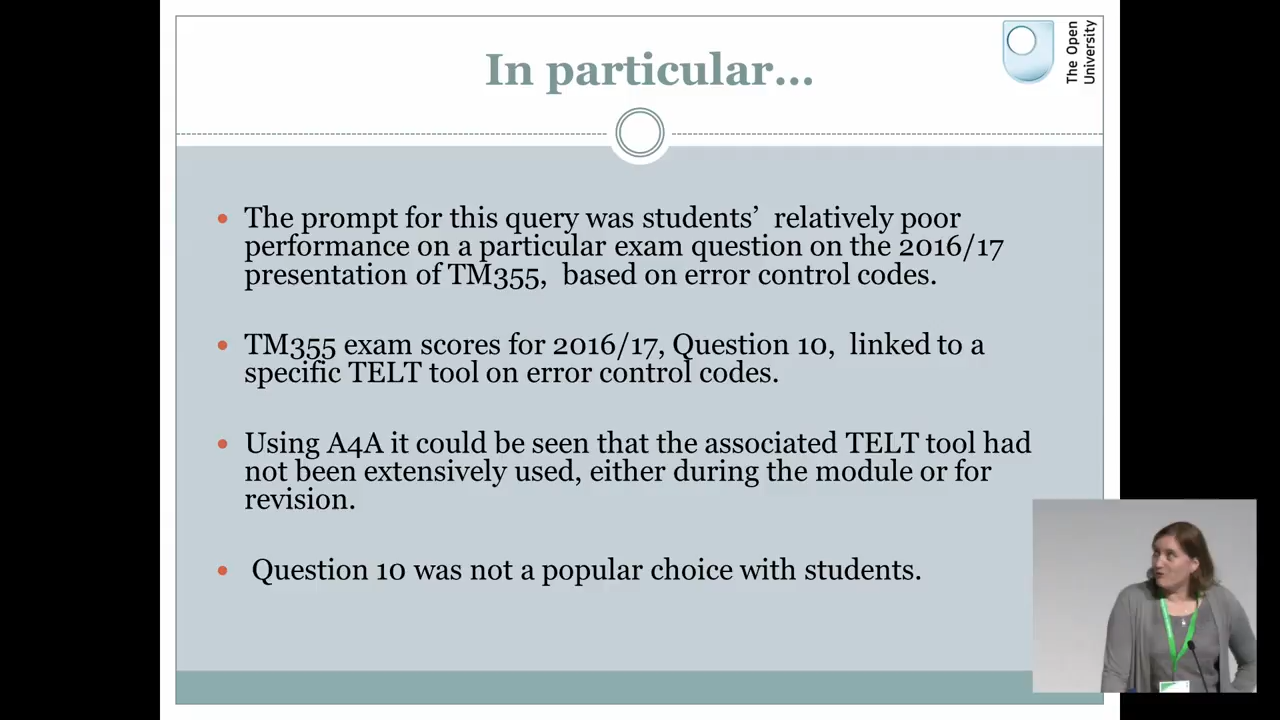 In particular...
The Open
University
The prompt for this query was students’ relatively poor
performance on a particular exam question on the 2016/17
presentation of TM355, based on error control codes.
TM355 exam scores for 2016/17, Question 10, linked to a
specific TELT tool on error control codes.
Using A4A it could be seen that the associated TELT tool had
not been extensively used, either during the module or for
revision.
Question 10 was not a popular choice with students.